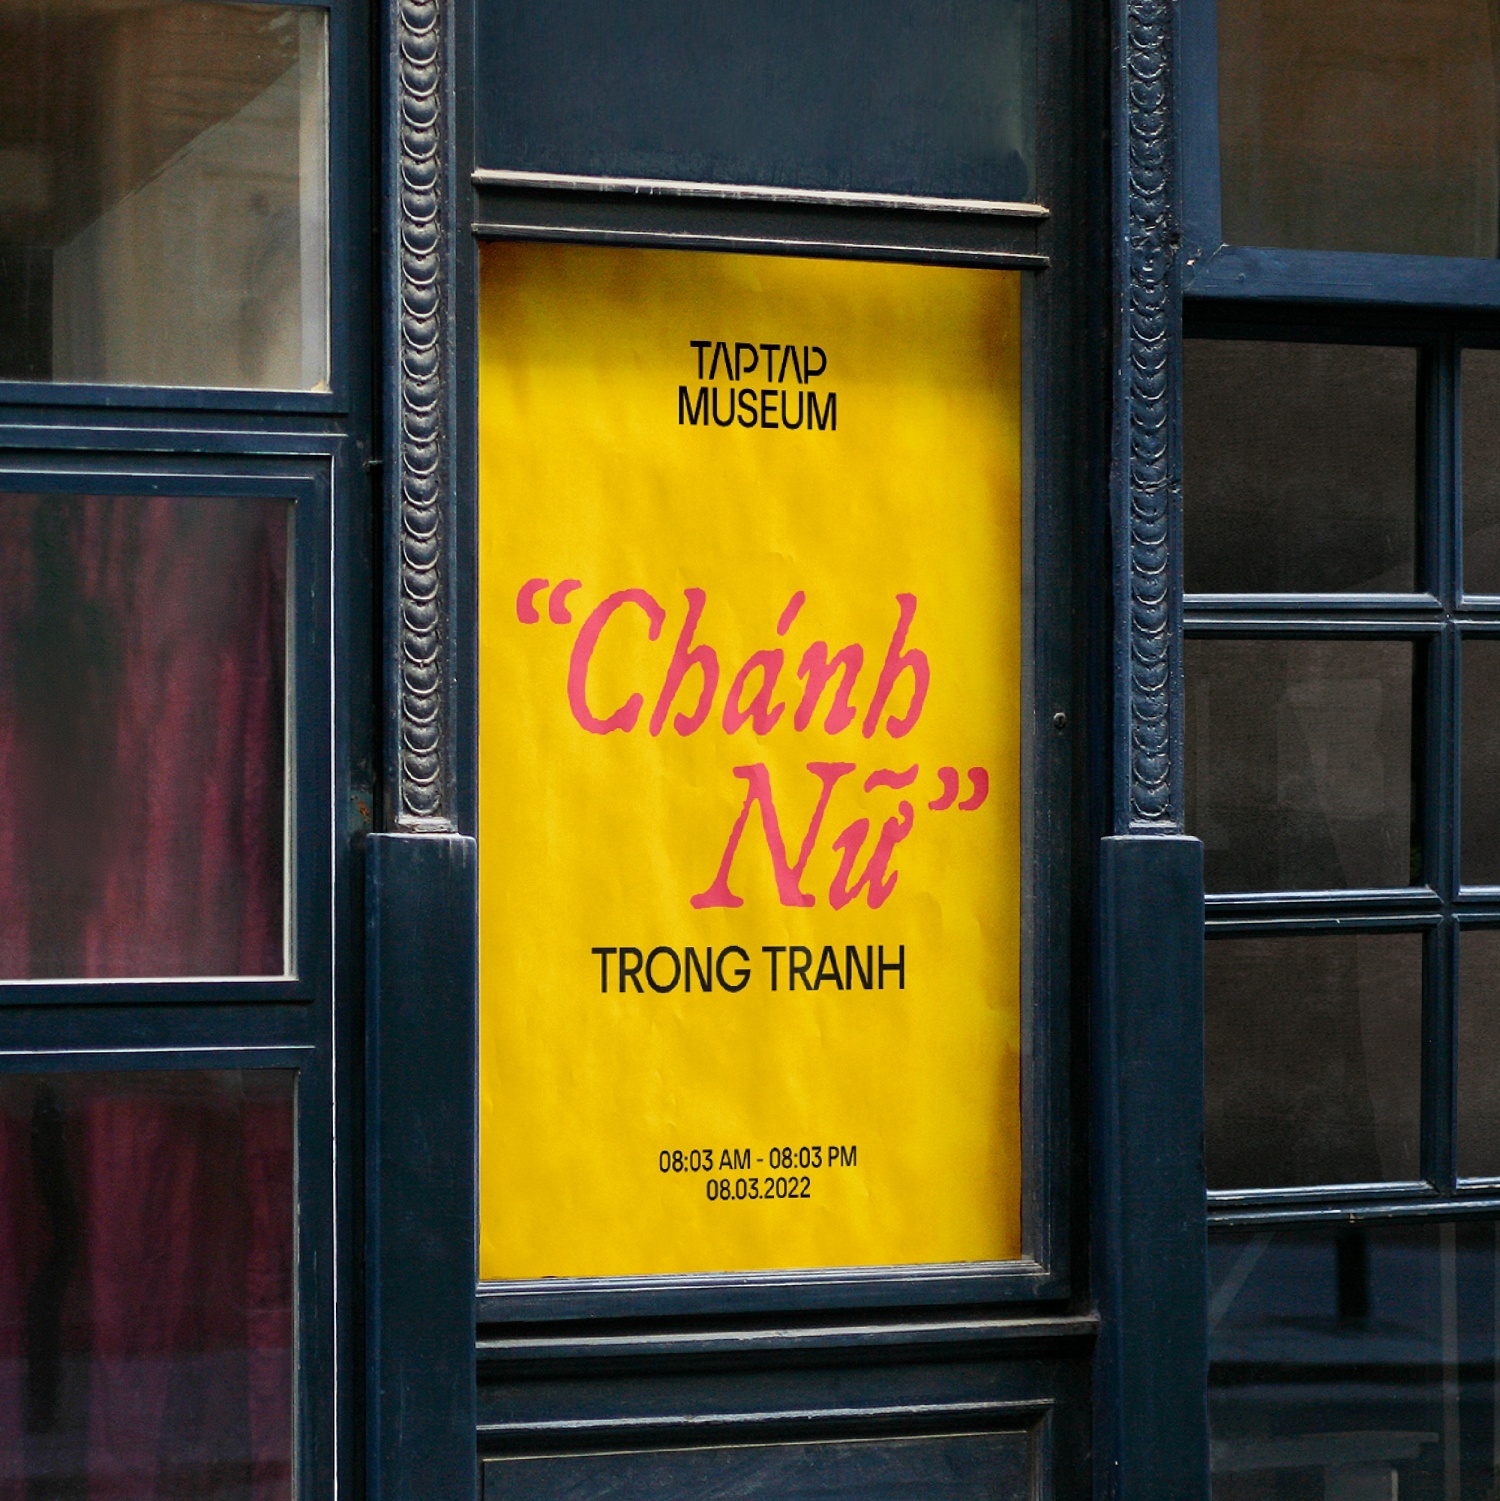 TAPTAP
MUSEUM
“Chánh
Nữ”
TRONG TRANH
08:03 AM - 08:03 PM
08.03.2022